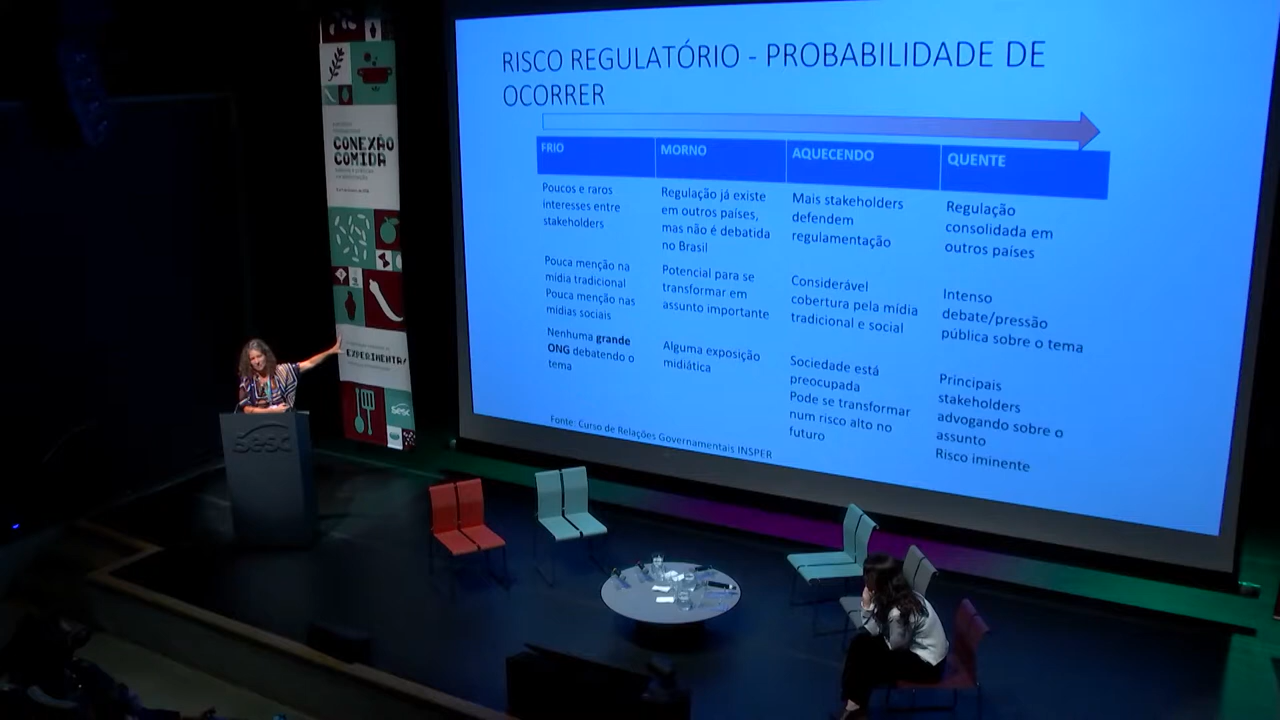 RISCO REGULATÓRIO - PROBABILIDADE DE
OCORRER
FRIO
Poucos e raros
interesses entre
stakeholders
Pouca menção na
mídia tradicional
Pouca menção nas
mídias sociais
Nenhuma grande
ONG debatendo o
tema
MORNO
Regulação já existe
em outros países,
mas não é debatida
no Brasil
Potencial para se
transformar em
assunto importante
Alguma exposição
midiática
AQUECENDO
Mais stakeholders
defendem
regulamentação
Considerável
cobertura pela mídia
tradicional e social
Sociedade está
preocupada
Pode se transformar
num risco alto no
futuro
QUENTE
Regulação
consolidada em
outros países
Intenso
debate/pressão
pública sobre o tema
Principais
stakeholders
advogando sobre o
assunto
Risco iminente
Fonte: Curso de Relações Governamentais INSPER
CONEXÃO
COMIDA
EXPERIMENTA
Sesc
Sesc